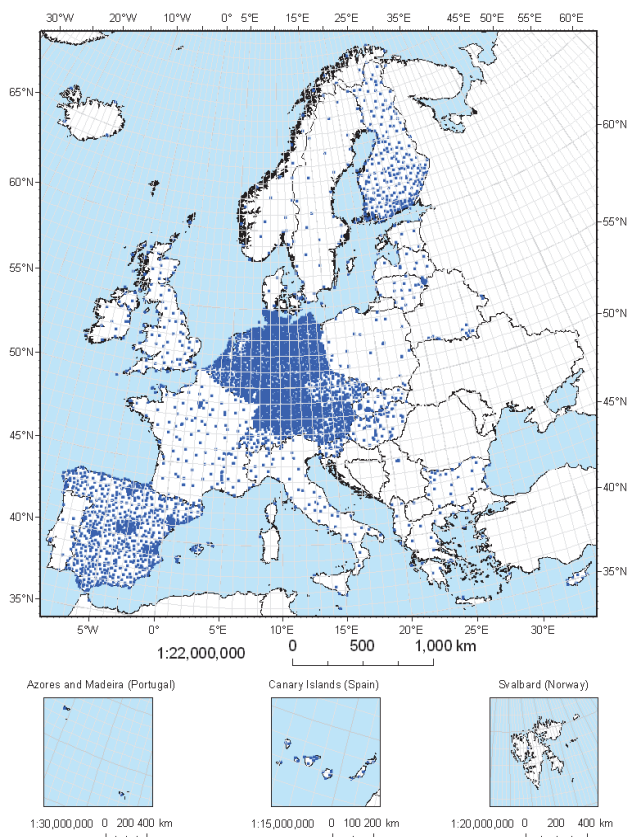 30°W 20°W 10°W 0° 5°E 10°E 15°E 20°E 25°E 35°E 45°E 50°E 55°E 60°E
65°N
60°N
60°N
55°N
55°N
50°N
50°N
45°N
45°N
40°N
40°N
35°N
35°N
5°W 0° 5°E 10°E 15°E 20°E 25°E 30°E
1:22,000,000 0 500 1,000 km
Azores and Madeira (Portugal) Canary Islands (Spain) Svalbard (Norway)
1:30,000,000 0 200 400 km 1:15,000,000 0 100 200 km 1:20,000,000 0 200 400 km